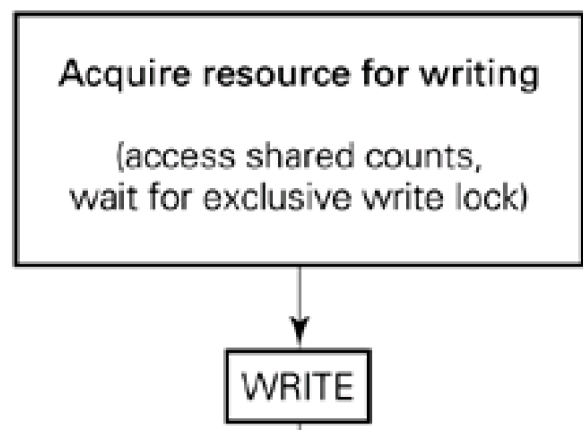 Acquire resource for writing
(access shared counts,
wait for exclusive write lock)
WRITE